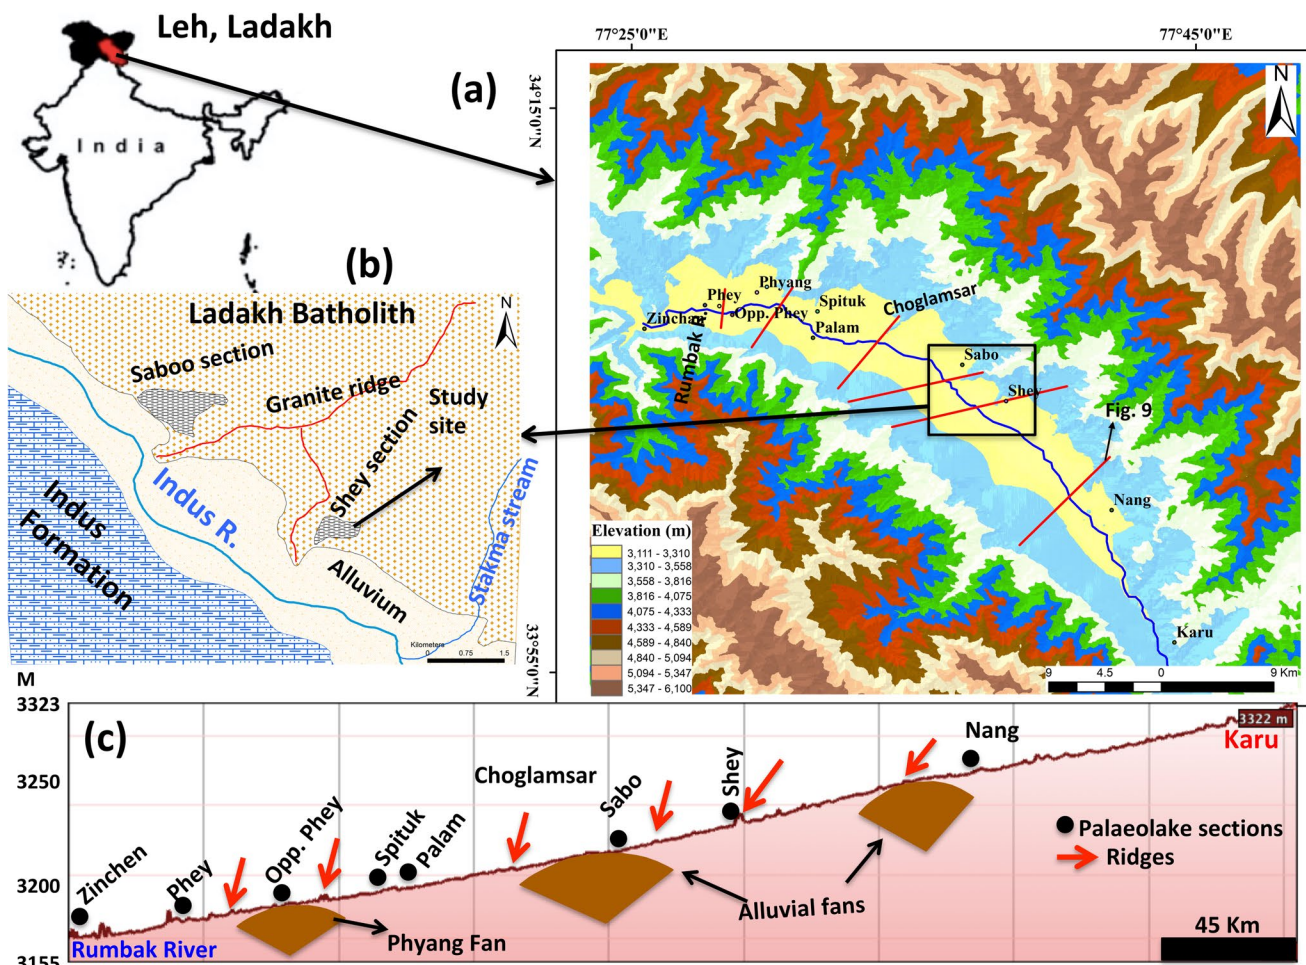 Leh, Ladakh
India
(a)
77°25'0"E
77°45'0"E
34°15'0"N
33°55'0"N
N
Phyang
Phey
Spituk
Opp. Phey
Palam
Rumbak R.
Choglamsar
Sabo
Shey
Fig. 9
Nang
Karu
Elevation (m)
3,111 - 3,310
3,310 - 3,558
3,558 - 3,816
3,816 - 4,075
4,075 - 4,333
4,333 - 4,589
4,589 - 4,840
4,840 - 5,094
5,094 - 5,347
5,347 - 6,100
9 4.5 0 9 Km
(b)
Ladakh Batholith
N
Saboo section
Granite ridge
Study
site
Shey section
Indus R.
Indus
Formation
Alluvium
Stakma stream
Kilometers
0 0.75 1.5
M
3323
3250
3200
3155
(c)
3322 m
Karu
Nang
Choglamsar
Shey
Sabo
Opp. Phey
Spituk
Palam
Phey
Zinchen
Palaeolake sections
Ridges
Alluvial fans
Phyang Fan
Rumbak River
45 Km